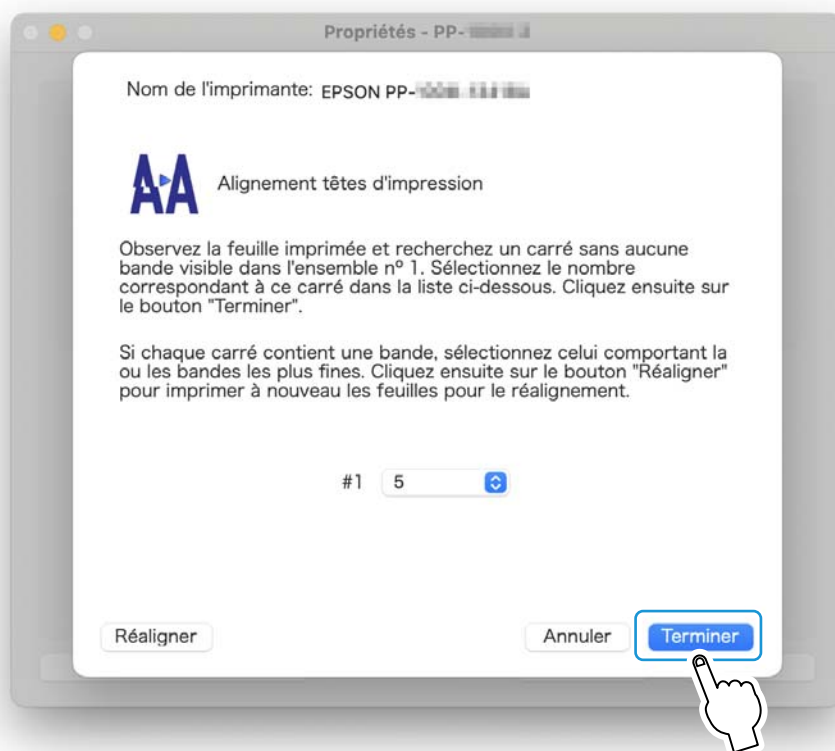 Propriétés - PP-
Nom de l'imprimante: EPSON PP-
AA
Alignement têtes d'impression
Observez la feuille imprimée et recherchez un carré sans aucune
bande visible dans l'ensemble nº 1. Sélectionnez le nombre
correspondant à ce carré dans la liste ci-dessous. Cliquez ensuite sur
le bouton "Terminer".
Si chaque carré contient une bande, sélectionnez celui comportant la
ou les bandes les plus fines. Cliquez ensuite sur le bouton "Réaligner"
pour imprimer à nouveau les feuilles pour le réalignement.
#1 5
Réaligner Annuler Terminer